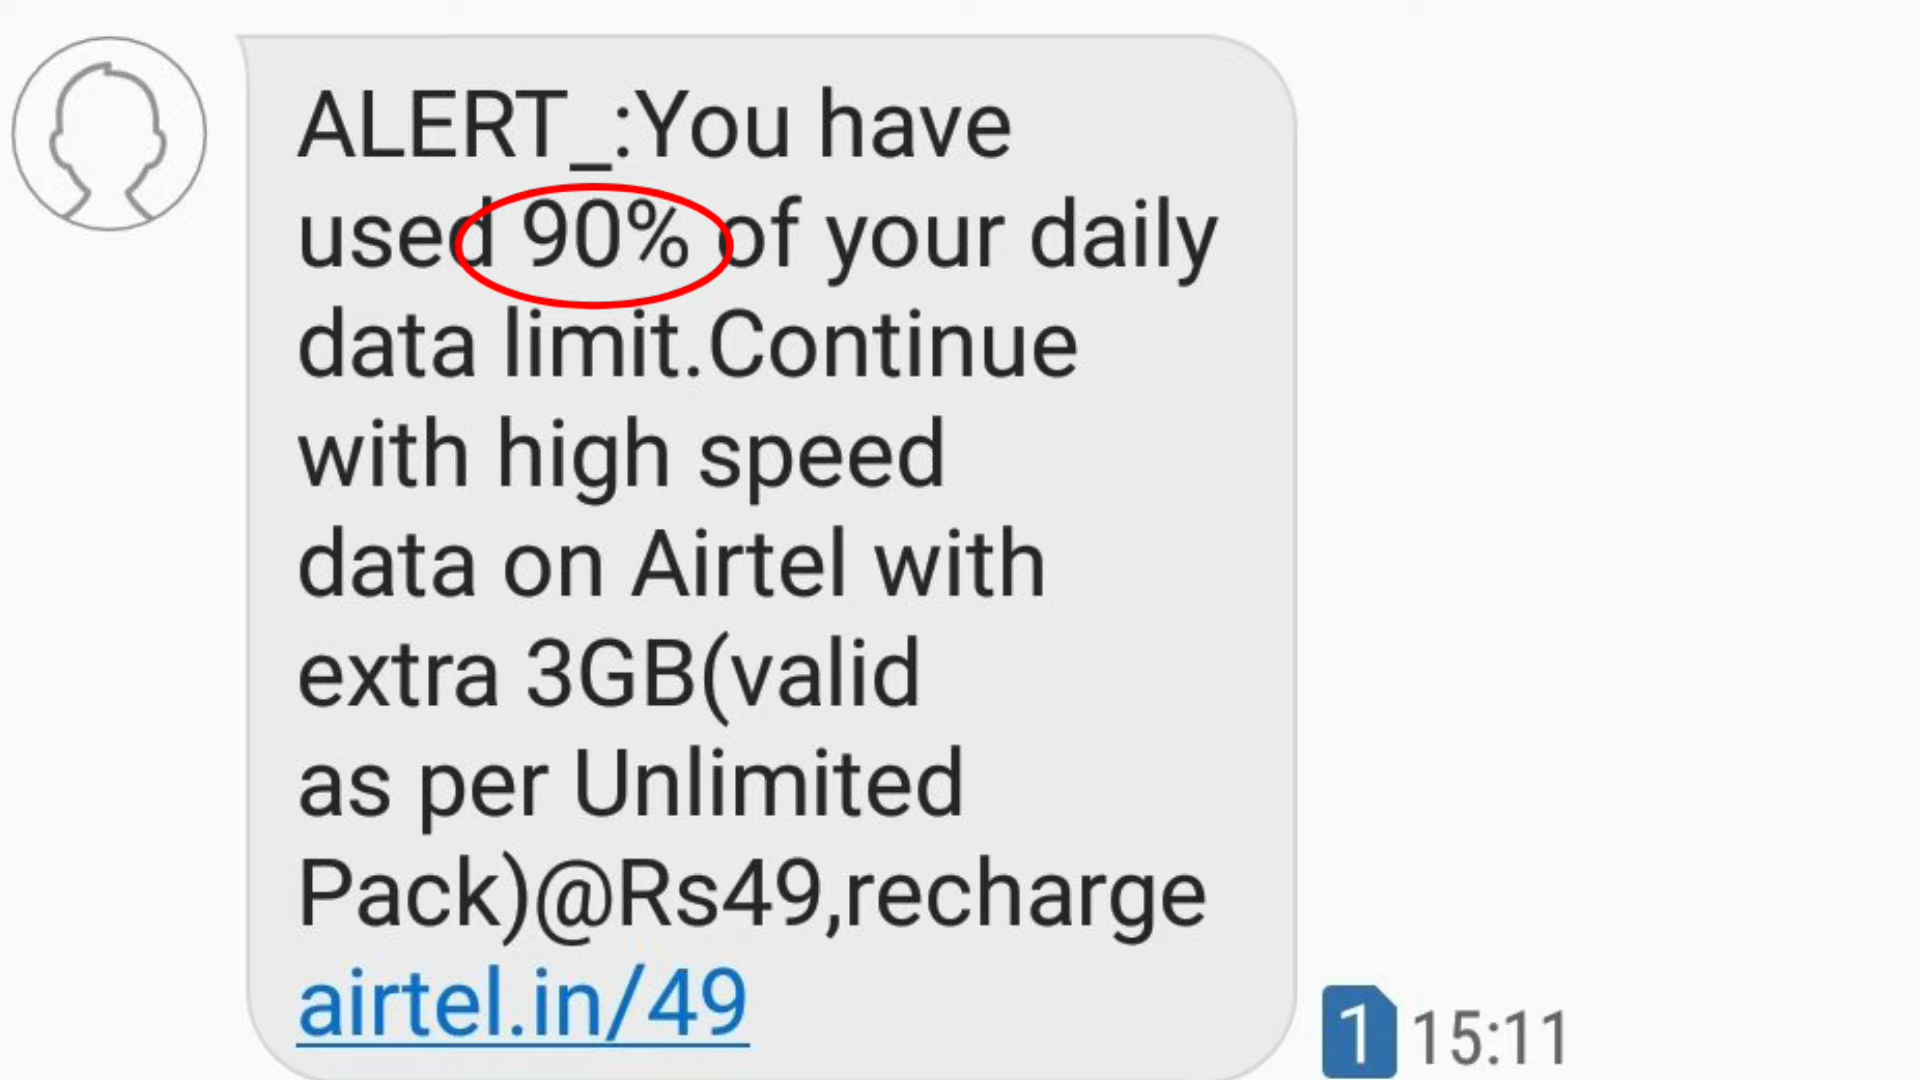 ALERT_:You have
used 90% of your daily
data limit.Continue
with high speed
data on Airtel with
extra 3GB(valid
as per Unlimited
Pack)@Rs49,recharge
airtel.in/49
1 15:11